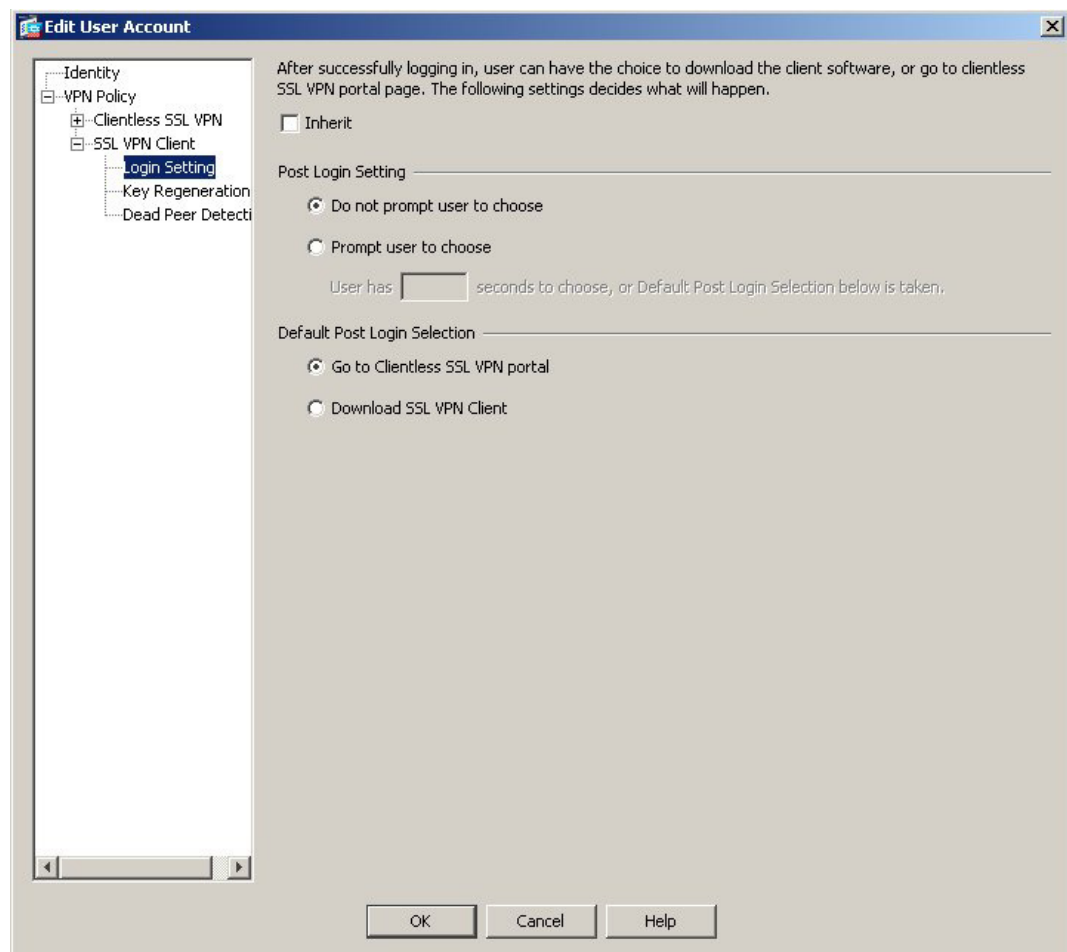 Edit User Account
Identity
VPN Policy
Clientless SSL VPN
SSL VPN Client
Login Setting
Key Regeneration
Dead Peer Detecti
After successfully logging in, user can have the choice to download the client software, or go to clientless
SSL VPN portal page. The following settings decides what will happen.
Inherit
Post Login Setting
Do not prompt user to choose
Prompt user to choose
User has seconds to choose, or Default Post Login Selection below is taken.
Default Post Login Selection
Go to Clientless SSL VPN portal
Download SSL VPN Client
OK Cancel Help